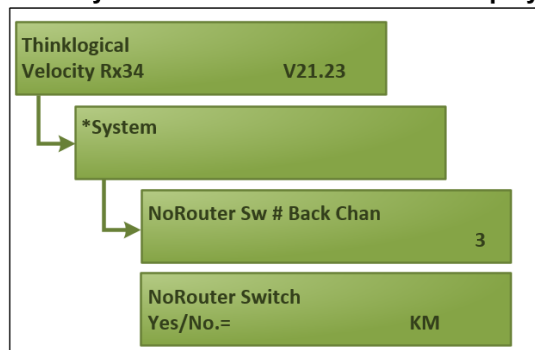 Thinklogical
Velocity Rx34 V21.23
*System
NoRouter Sw # Back Chan
3
NoRouter Switch
Yes/No.= KM